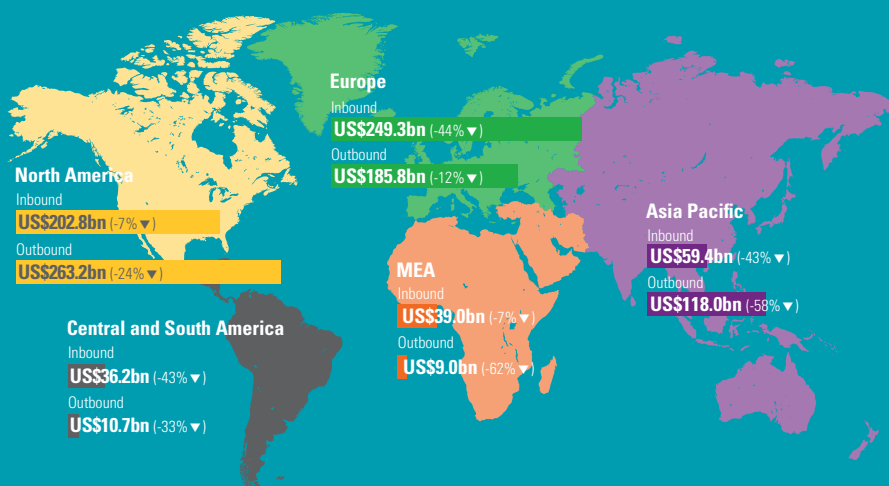 Europe
Inbound
US$249.3bn (-44%▼)
Outbound
US$185.8bn (-12%▼)
North America
Inbound
US$202.8bn (-7%▼)
Outbound
US$263.2bn (-24%▼)
Asia Pacific
Inbound
US$59.4bn (-43%▼)
Outbound
US$118.0bn (-58%▼)
MEA
Inbound
US$39.0bn (-7%▼)
Outbound
US$9.0bn (-62%▼)
Central and South America
Inbound
US$36.2bn (-43%▼)
Outbound
US$10.7bn (-33%▼)